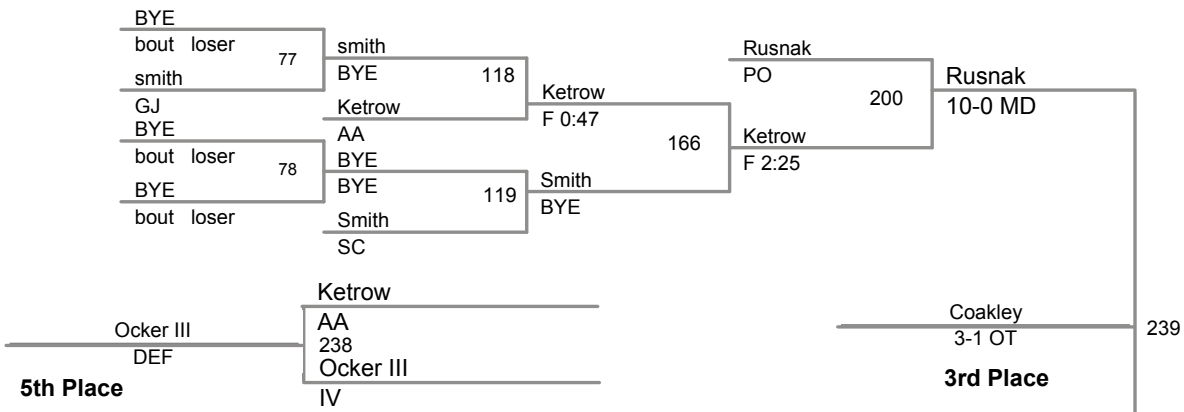 BYE
bout loser
77
smith
GJ
BYE
bout loser
78
BYE
bout loser
smith
BYE
118
Ketrow
AA
BYE
BYE
119
Smith
SC
Ketrow
F 0:47
166
Smith
BYE
Rusnak
PO
200
Ketrow
F 2:25
Rusnak
10-0 MD
Ocker III
DEF
5th Place
Ketrow
AA
238
Ocker III
IV
Coakley
3-1 OT
3rd Place
239